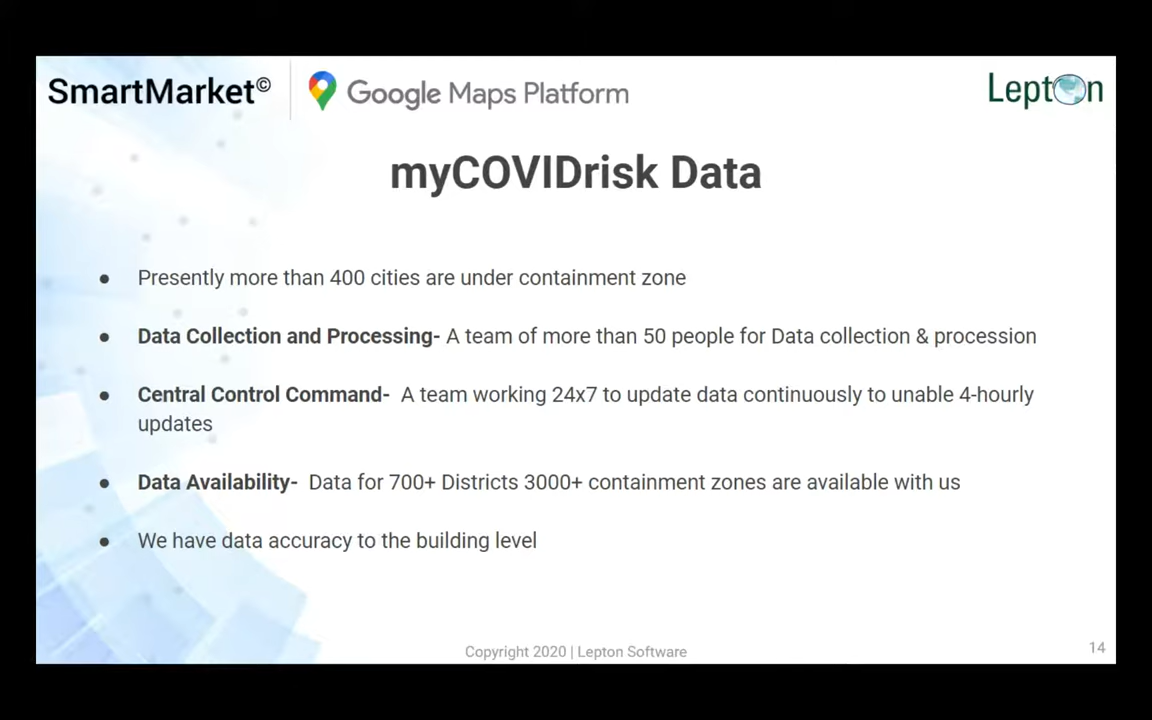 SmartMarket© Google Maps Platform Lepton
myCOVIDrisk Data
● Presently more than 400 cities are under containment zone
● Data Collection and Processing- A team of more than 50 people for Data collection & procession
● Central Control Command- A team working 24x7 to update data continuously to unable 4-hourly
updates
● Data Availability- Data for 700+ Districts 3000+ containment zones are available with us
● We have data accuracy to the building level
Copyright 2020 | Lepton Software 14